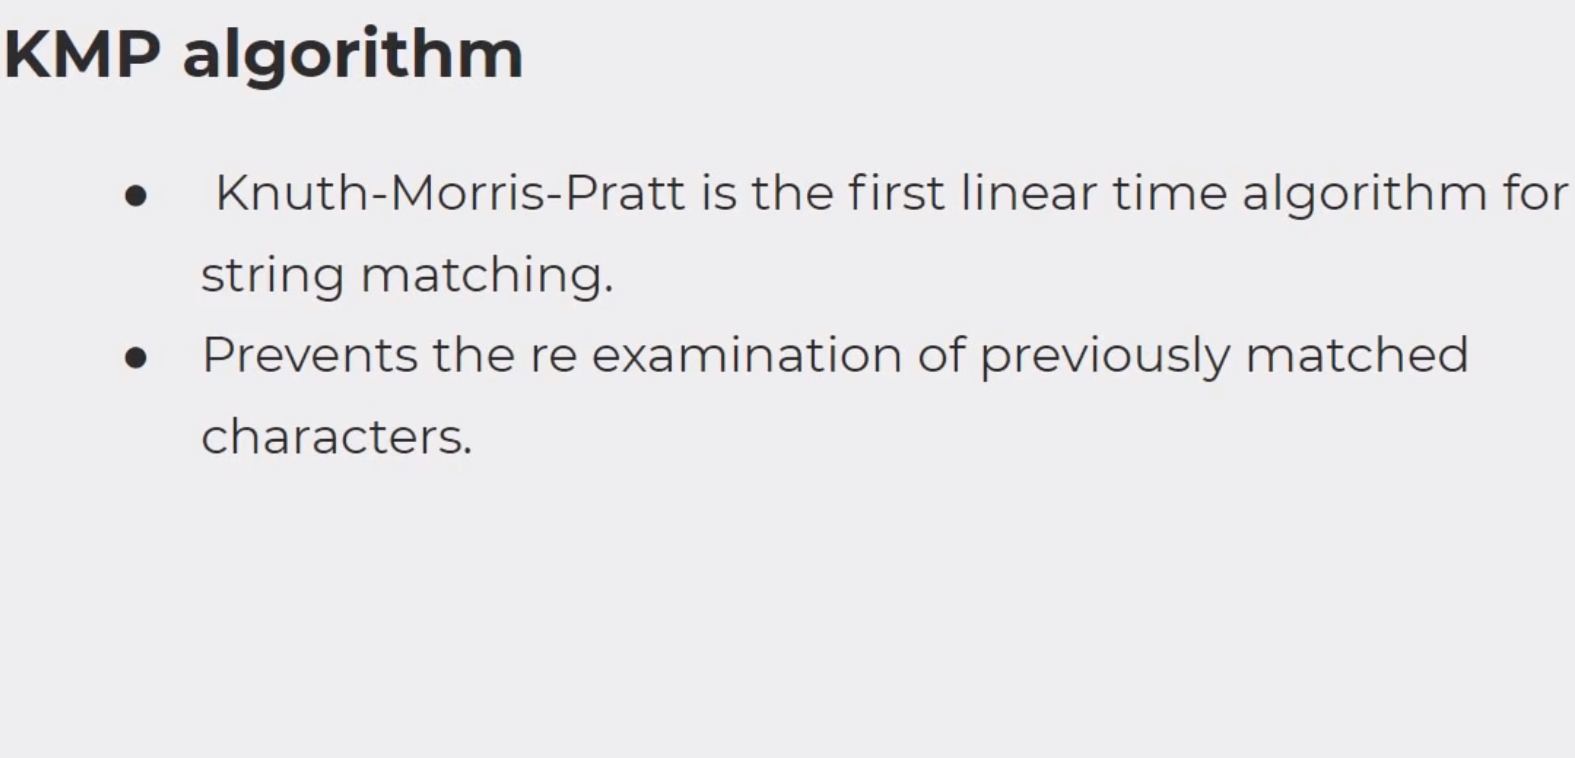 KMP algorithm
● Knuth-Morris-Pratt is the first linear time algorithm for
string matching.
● Prevents the re examination of previously matched
characters.